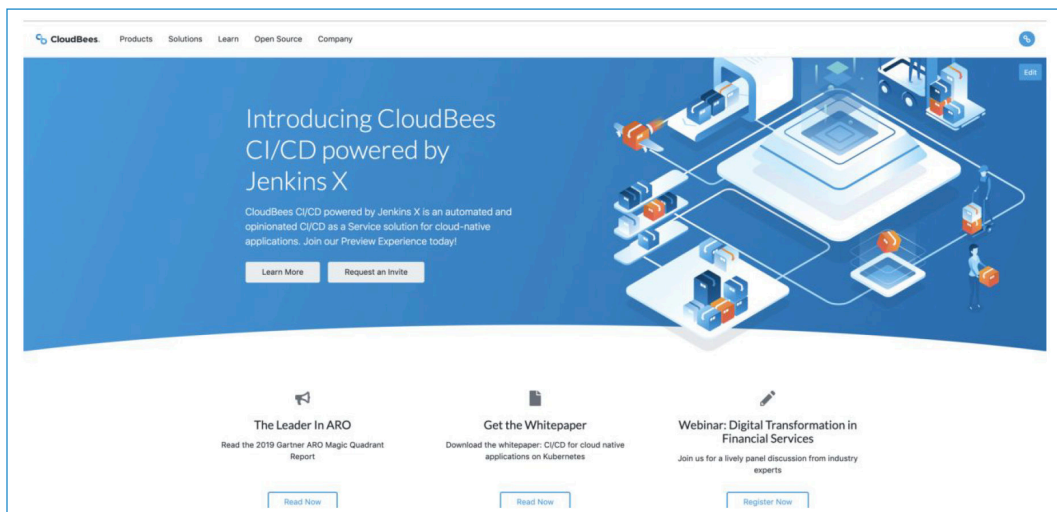 CloudBees.
Products Solutions Learn Open Source Company
Edit
Introducing CloudBees
CI/CD powered by
Jenkins X
CloudBees CI/CD powered by Jenkins X is an automated and
opinionated CI/CD as a Service solution for cloud-native
applications. Join our Preview Experience today!
Learn More Request an Invite
The Leader In ARO
Read the 2019 Gartner ARO Magic Quadrant
Report
Read Now
Get the Whitepaper
Download the whitepaper: CI/CD for cloud native
applications on Kubernetes
Read Now
Webinar: Digital Transformation in
Financial Services
Join us for a lively panel discussion from industry
experts
Register Now